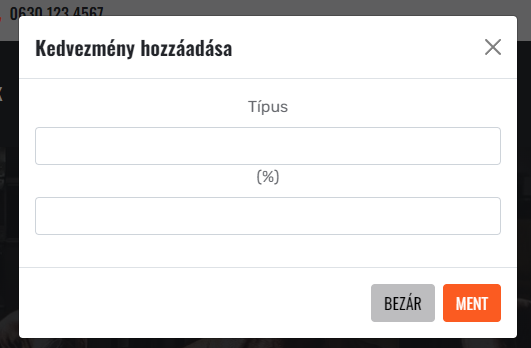 0630 123 4567
Kedvezmény hozzáadása
Típus
(%)
BEZÁR
MENT